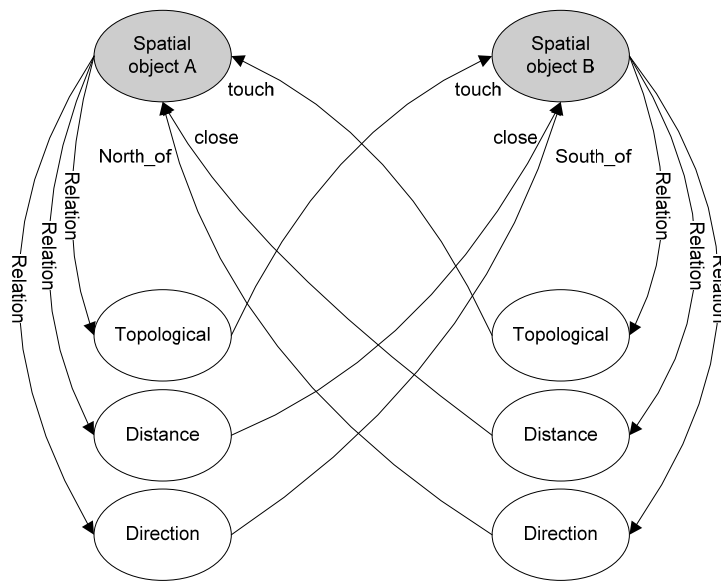 Spatial
object A
Spatial
object B
touch
touch
close
close
North_of
South_of
Relation
Relation
Relation
Relation
Relation
Relation
Topological
Topological
Distance
Distance
Direction
Direction